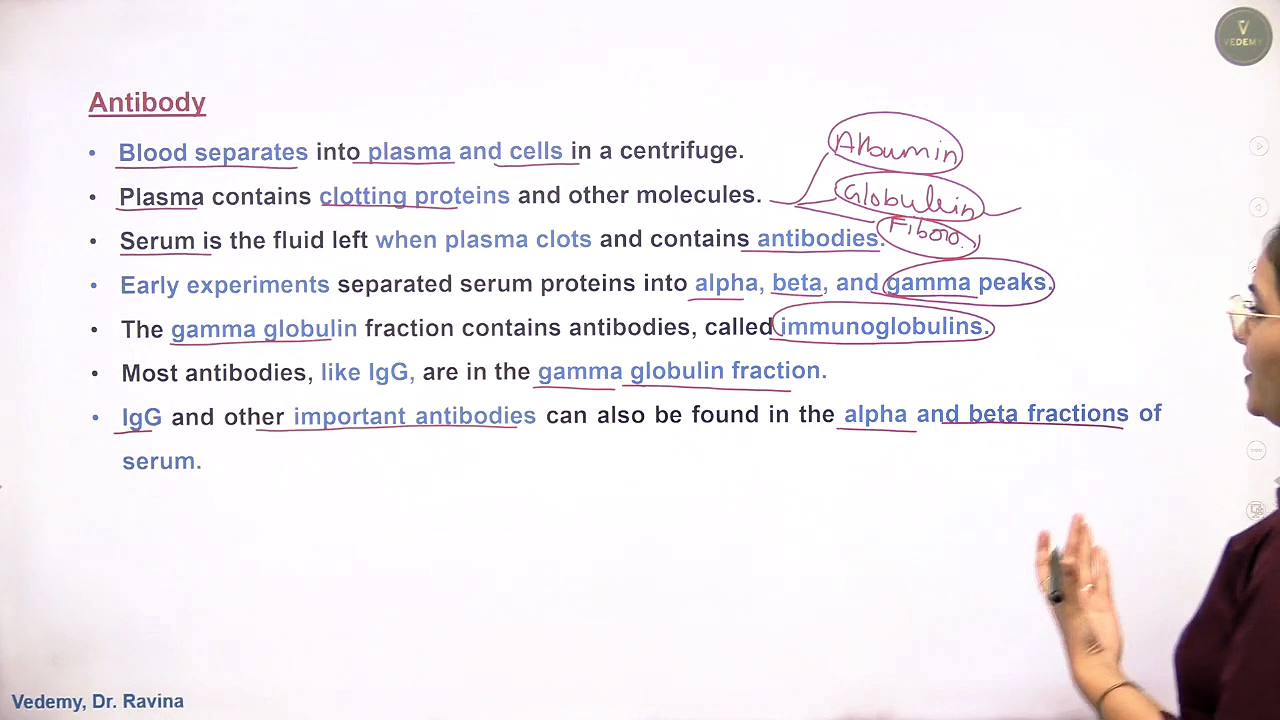 VEDEMY
Antibody
• Blood separates into plasma and cells in a centrifuge.
Albumin
• Plasma contains clotting proteins and other molecules.
Globulin
• Serum is the fluid left when plasma clots and contains antibodies.
Fibro..
• Early experiments separated serum proteins into alpha, beta, and gamma peaks.
• The gamma globulin fraction contains antibodies, called immunoglobulins.
• Most antibodies, like IgG, are in the gamma globulin fraction.
• IgG and other important antibodies can also be found in the alpha and beta fractions of
serum.
Vedemy, Dr. Ravina